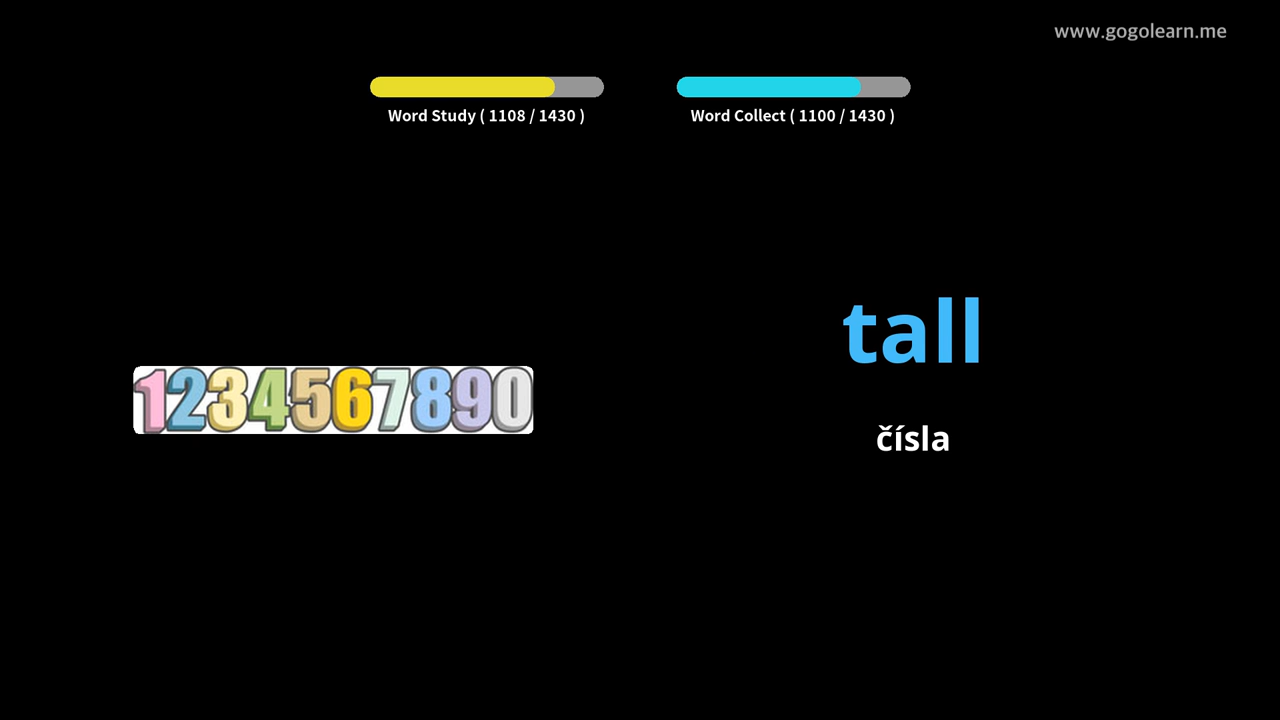 www.gogolearn.me
Word Study ( 1108 / 1430 )
Word Collect ( 1100 / 1430 )
1234567890
tall
čísla